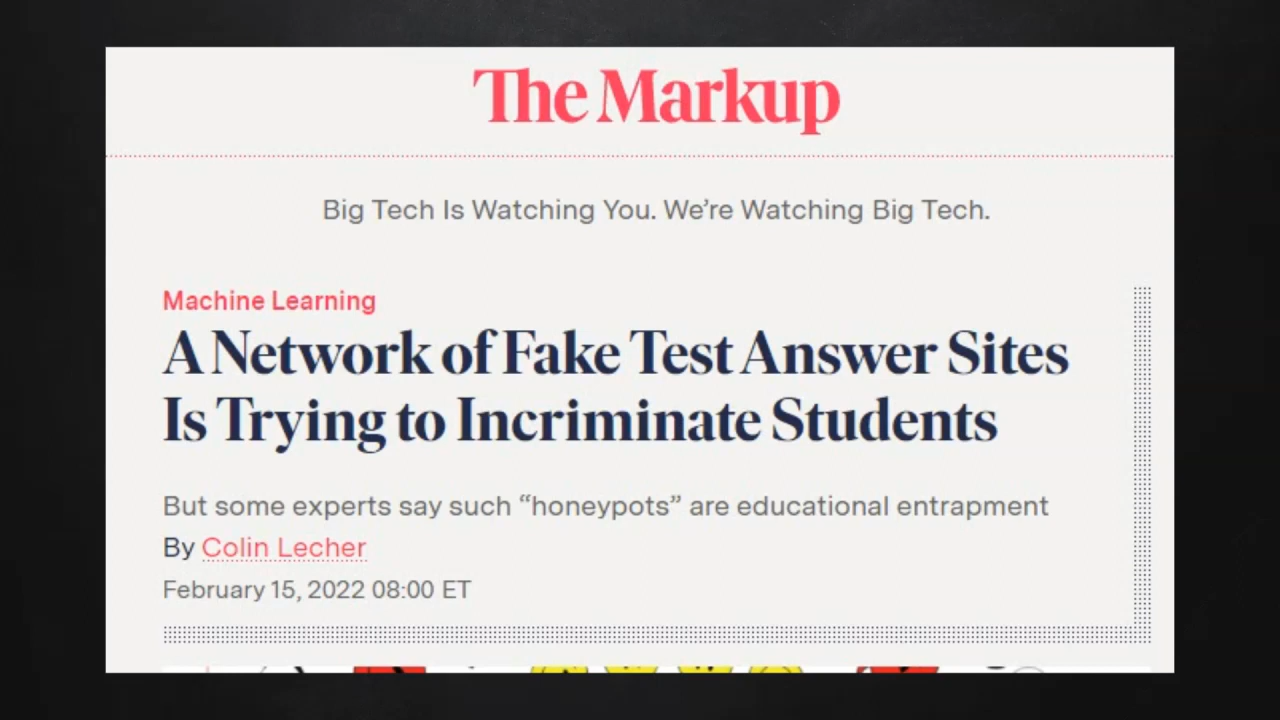 The Markup
Big Tech Is Watching You. We’re Watching Big Tech.
Machine Learning
A Network of Fake Test Answer Sites
Is Trying to Incriminate Students
But some experts say such “honeypots” are educational entrapment
By Colin Lecher
February 15, 2022 08:00 ET